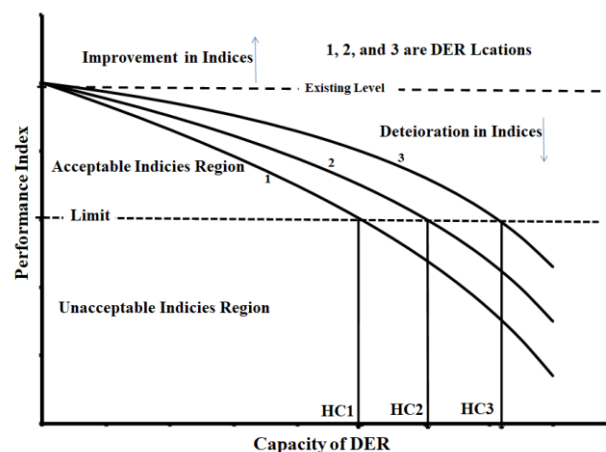 Improvement in Indices
1, 2, and 3 are DER Lcations
Existing Level
Deteioration in Indices
Acceptable Indicies Region
1
2
3
Limit
Unacceptable Indicies Region
HC1
HC2
HC3
Performance Index
Capacity of DER